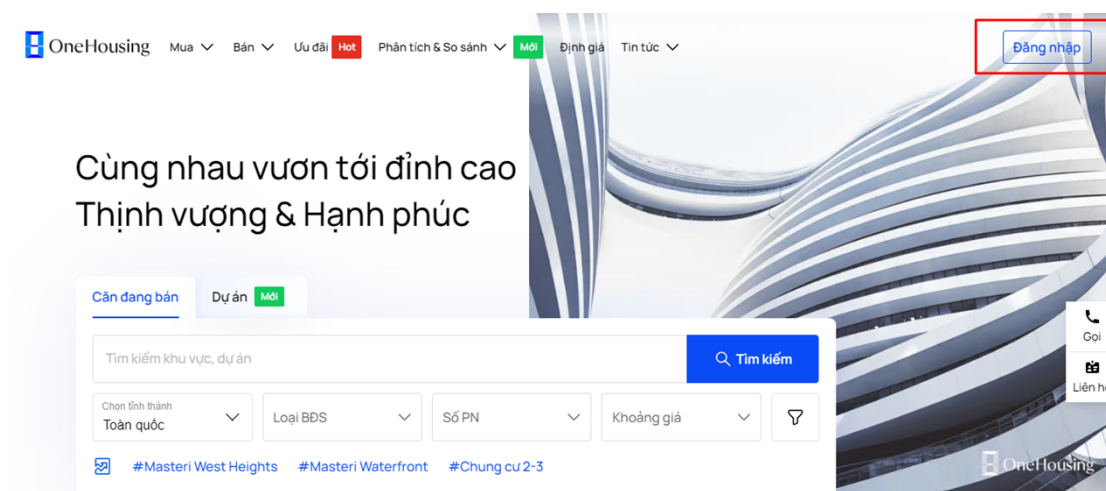 OneHousing Mua Bán Ưu đãi Hot Phân tích & So sánh Mới Định giá Tin tức Đăng nhập
Cùng nhau vươn tới đỉnh cao
Thịnh vượng & Hạnh phúc
Căn đang bán Dự án Mới
Tìm kiếm khu vực, dự án Tìm kiếm
Gọi
Chọn tỉnh thành
Toàn quốc Loại BĐS Số PN Khoảng giá
Liên h
#Masteri West Heights #Masteri Waterfront #Chung cư 2-3
OneHousing